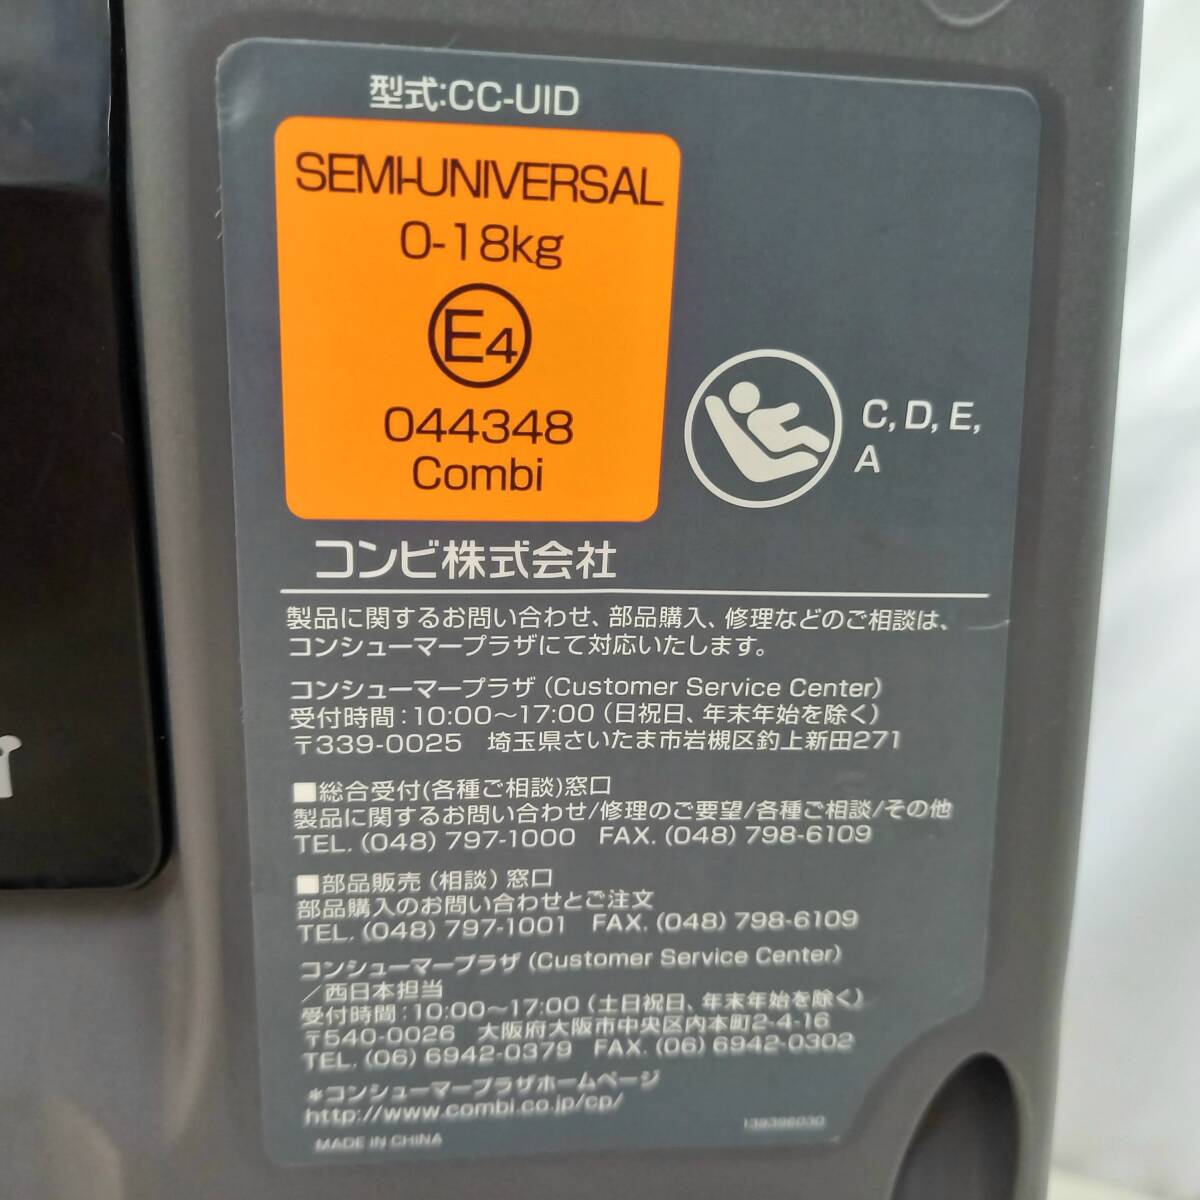 型式:CC-UID
SEMI-UNIVERSAL
0-18kg
E4
044348
Combi
C, D, E,
A
コンビ株式会社
製品に関するお問い合わせ、部品購入、修理などのご相談は、
コンシューマープラザにて対応いたします。
コンシューマープラザ (Customer Service Center)
受付時間:10:00〜17:00 (日祝日、年末年始を除く)
〒339-0025 埼玉県さいたま市岩槻区釣上新田271
■総合受付(各種ご相談)窓口
製品に関するお問い合わせ/修理のご要望/各種ご相談/その他
TEL. (048) 797-1000 FAX. (048) 798-6109
■部品販売 (相談) 窓口
部品購入のお問い合わせとご注文
TEL. (048) 797-1001 FAX. (048) 798-6109
コンシューマープラザ (Customer Service Center)
/西日本担当
受付時間:10:00〜17:00 (土日祝日、年末年始を除く)
〒540-0026 大阪府大阪市中央区内本町2-4-16
TEL. (06) 6942-0379 FAX. (06) 6942-0302
*コンシューマープラザホームページ
http://www.combi.co.jp/cp/
MADE IN CHINA
139396030